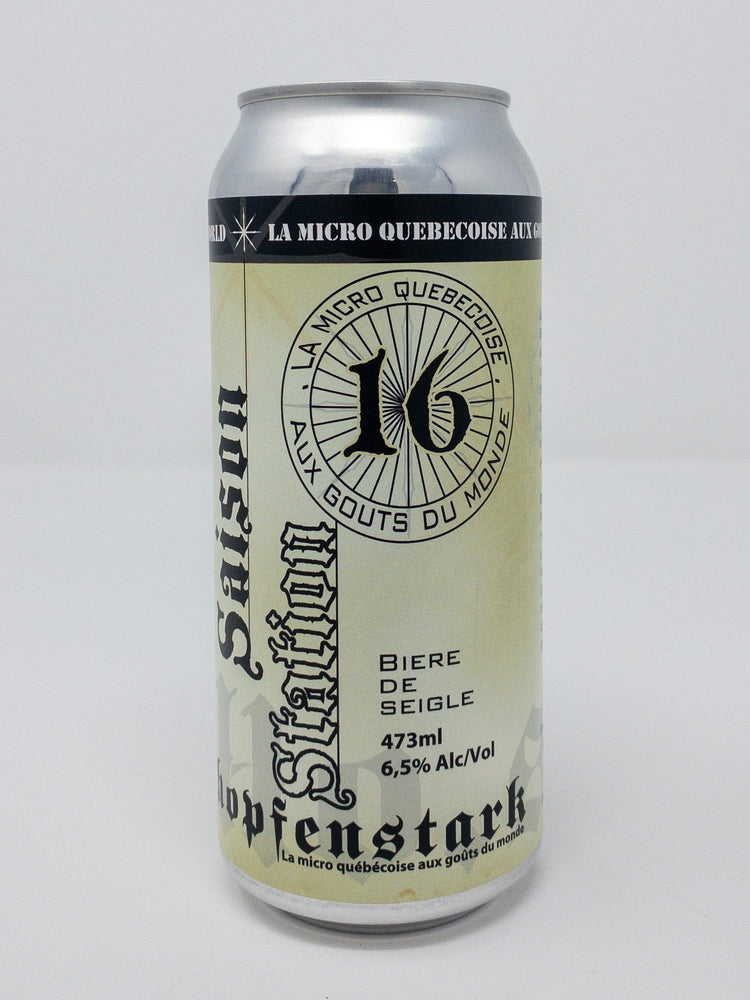 LA MICRO QUEBECOISE AUX
· LA MICRO QUEBECOISE ·
16
AUX GOUTS DU MONDE
Saison
Station
BIERE
DE
SEIGLE
473ml
6,5% Alc/Vol
hopfenstark
La micro québécoise aux goûts du monde